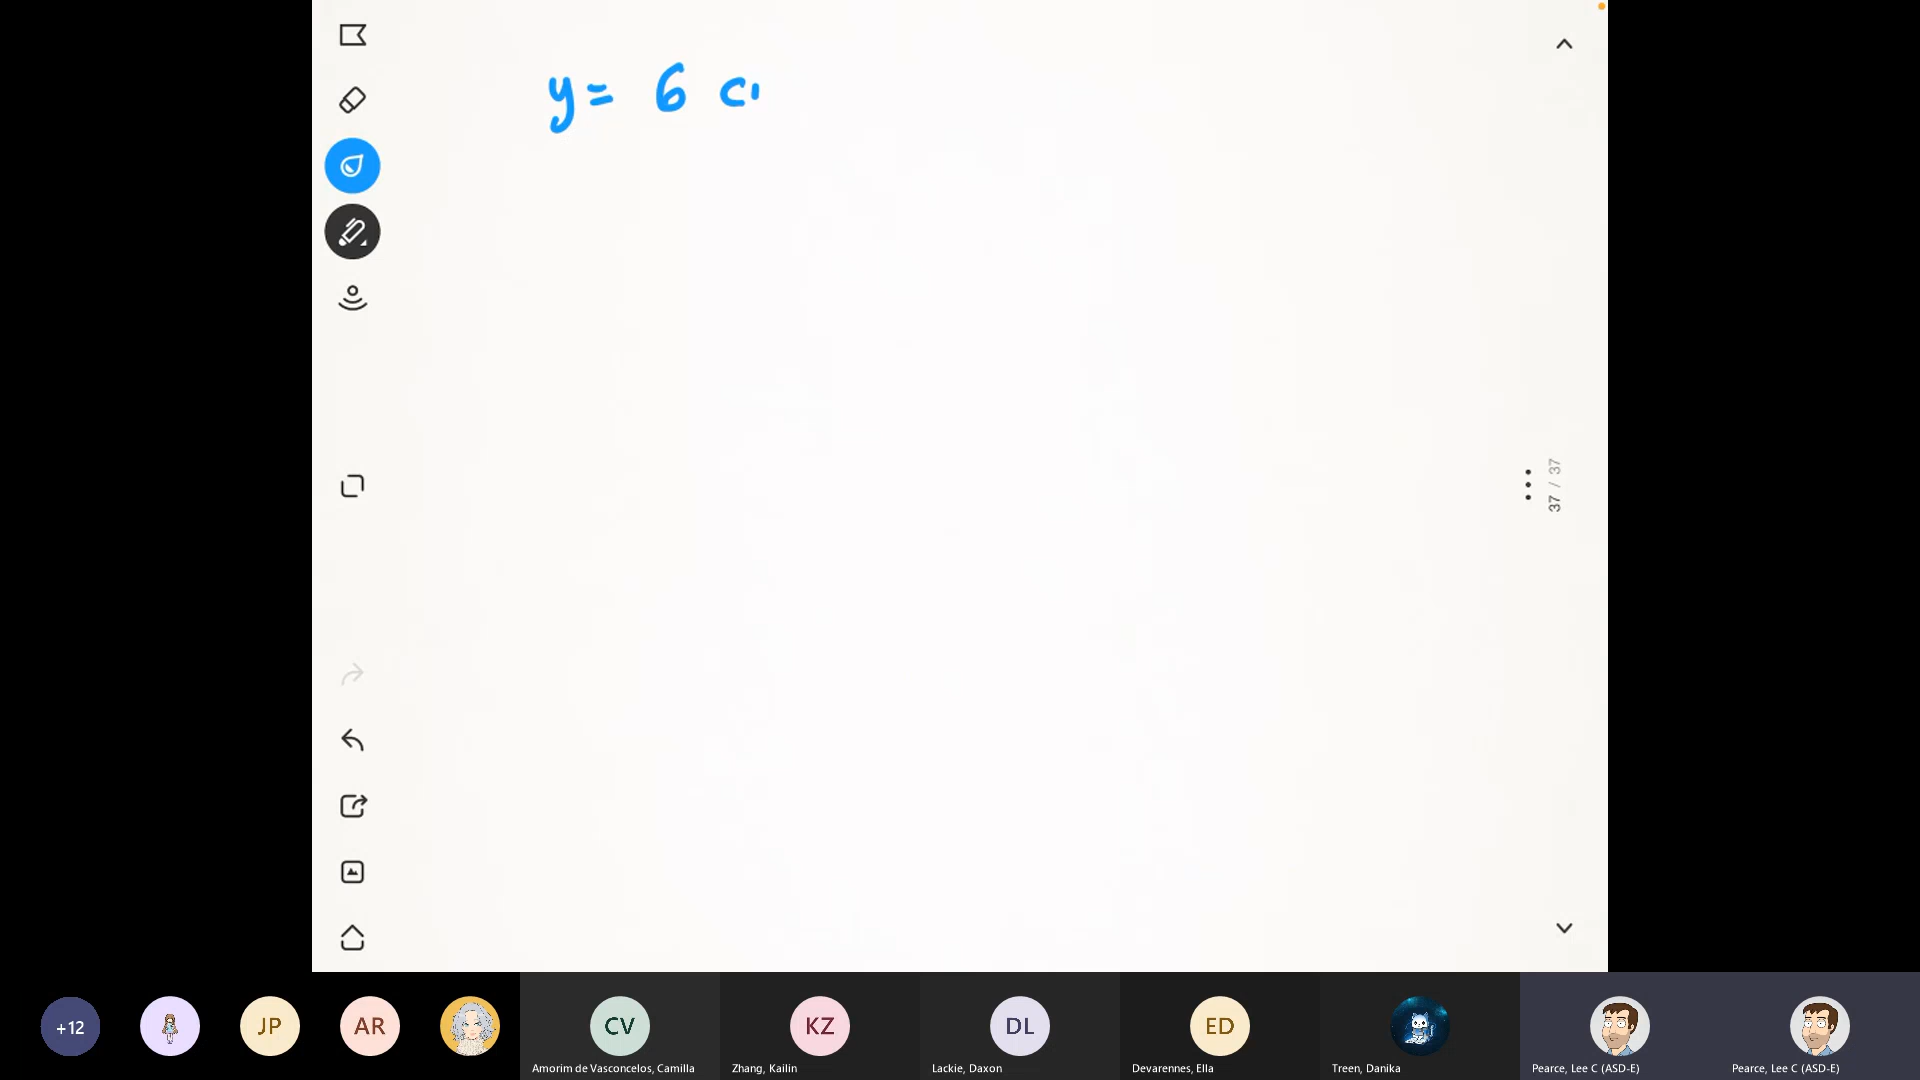 y= 6 c
37 / 37
+12
JP
AR
CV
KZ
DL
ED
Amorim de Vasconcelos, Camilla
Zhang, Kailin
Lackie, Daxon
Devarennes, Ella
Treen, Danika
Pearce, Lee C (ASD-E)
Pearce, Lee C (ASD-E)